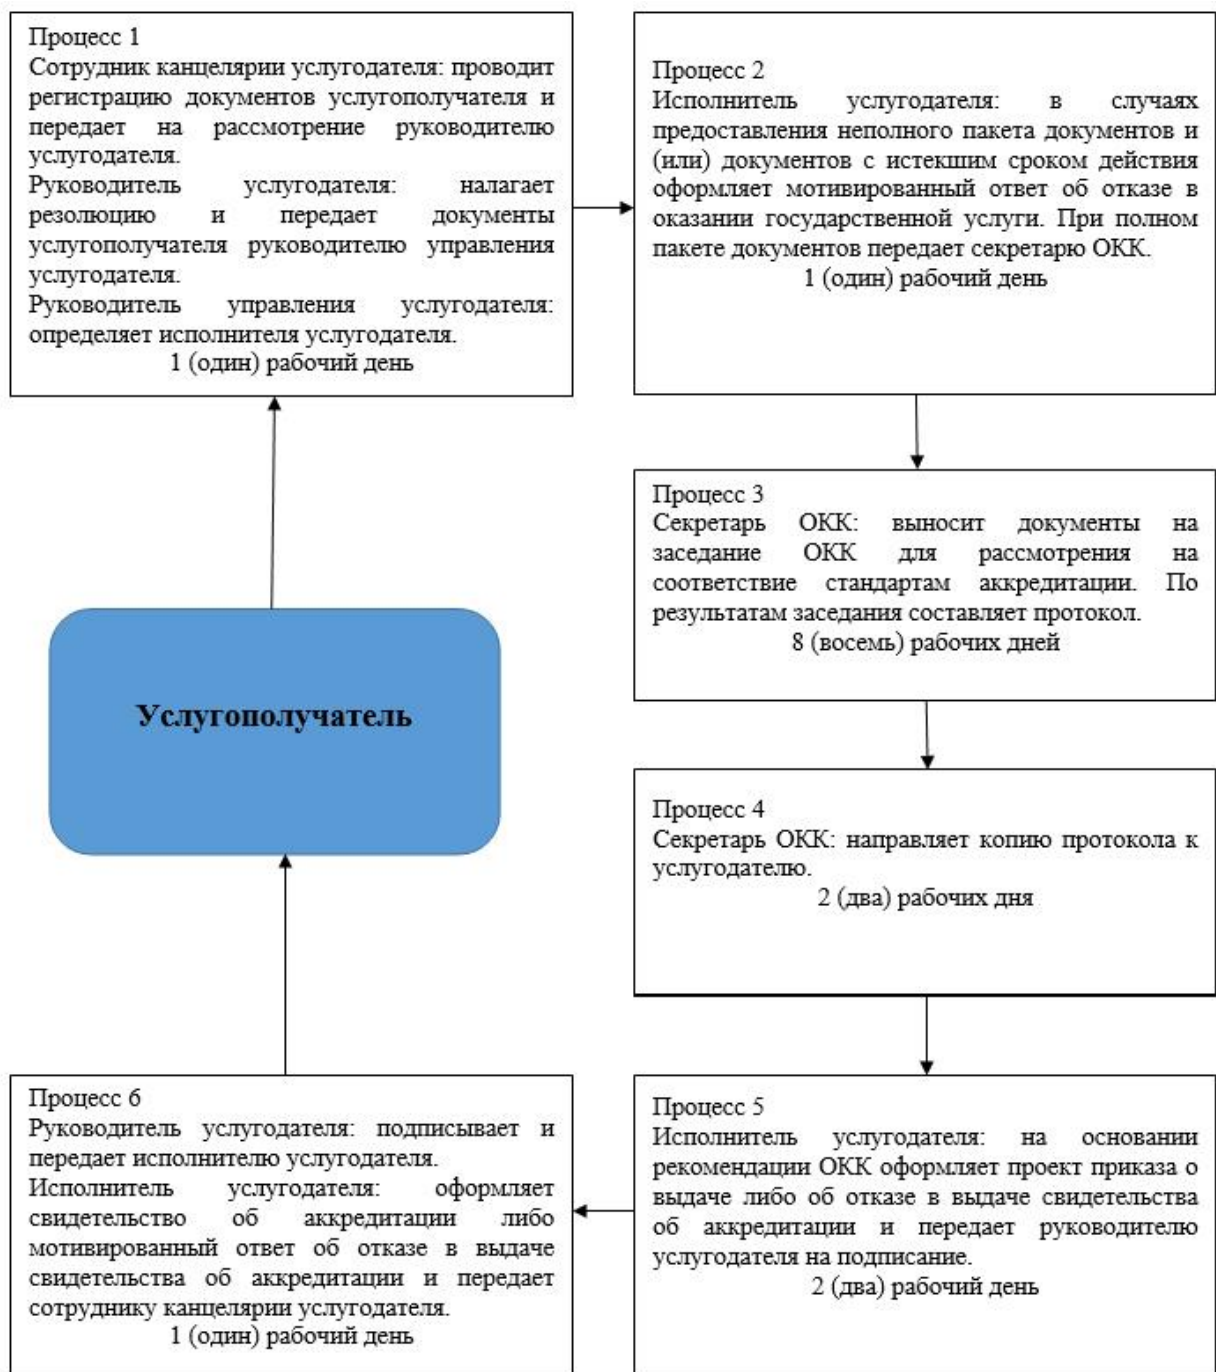 Процесс 1
Сотрудник канцелярии услугодателя: проводит
регистрацию документов услугополучателя и
передает на рассмотрение руководителю
услугодателя.
Руководитель услугодателя: налагает
резолюцию и передает документы
услугополучателя руководителю управления
услугодателя.
Руководитель управления услугодателя:
определяет исполнителя услугодателя.
1 (один) рабочий день
Процесс 2
Исполнитель услугодателя: в случаях
предоставления неполного пакета документов и
(или) документов с истекшим сроком действия
оформляет мотивированный ответ об отказе в
оказании государственной услуги. При полном
пакете документов передает секретарю ОКК.
1 (один) рабочий день
Процесс 3
Секретарь ОКК: выносит документы на
заседание ОКК для рассмотрения на
соответствие стандартам аккредитации. По
результатам заседания составляет протокол.
8 (восемь) рабочих дней
Услугополучатель
Процесс 4
Секретарь ОКК: направляет копию протокола к
услугодателю.
2 (два) рабочих дня
Процесс 5
Исполнитель услугодателя: на основании
рекомендации ОКК оформляет проект приказа о
выдаче либо об отказе в выдаче свидетельства
об аккредитации и передает руководителю
услугодателя на подписание.
2 (два) рабочий день
Процесс 6
Руководитель услугодателя: подписывает и
передает исполнителю услугодателя.
Исполнитель услугодателя: оформляет
свидетельство об аккредитации либо
мотивированный ответ об отказе в выдаче
свидетельства об аккредитации и передает
сотруднику канцелярии услугодателя.
1 (один) рабочий день